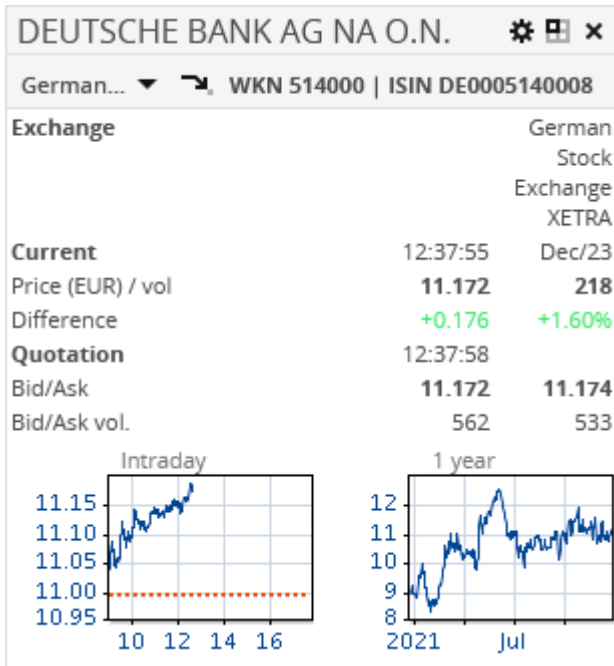 DEUTSCHE BANK AG NA O.N.
German... WKN 514000 | ISIN DE0005140008
Exchange German
Stock
Exchange
XETRA
Current 12:37:55 Dec/23
Price (EUR) / vol 11.172 218
Difference +0.176 +1.60%
Quotation 12:37:58
Bid/Ask 11.172 11.174
Bid/Ask vol. 562 533
Intraday 1 year
11.15 12
11.10 11
11.05 10
11.00 9
10.95 8
10 12 14 16 2021 Jul